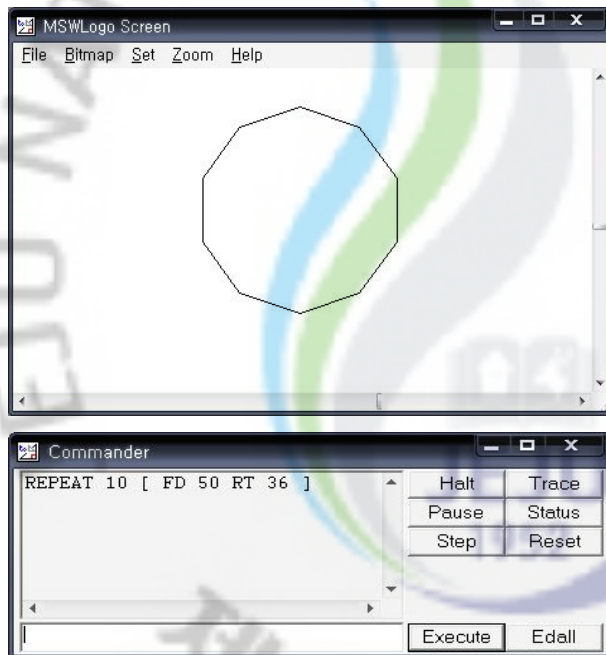 MSWLogo Screen
File Bitmap Set Zoom Help
Commander
REPEAT 10 [ FD 50 RT 36 ]
Halt Trace
Pause Status
Step Reset
1952
Execute Edall